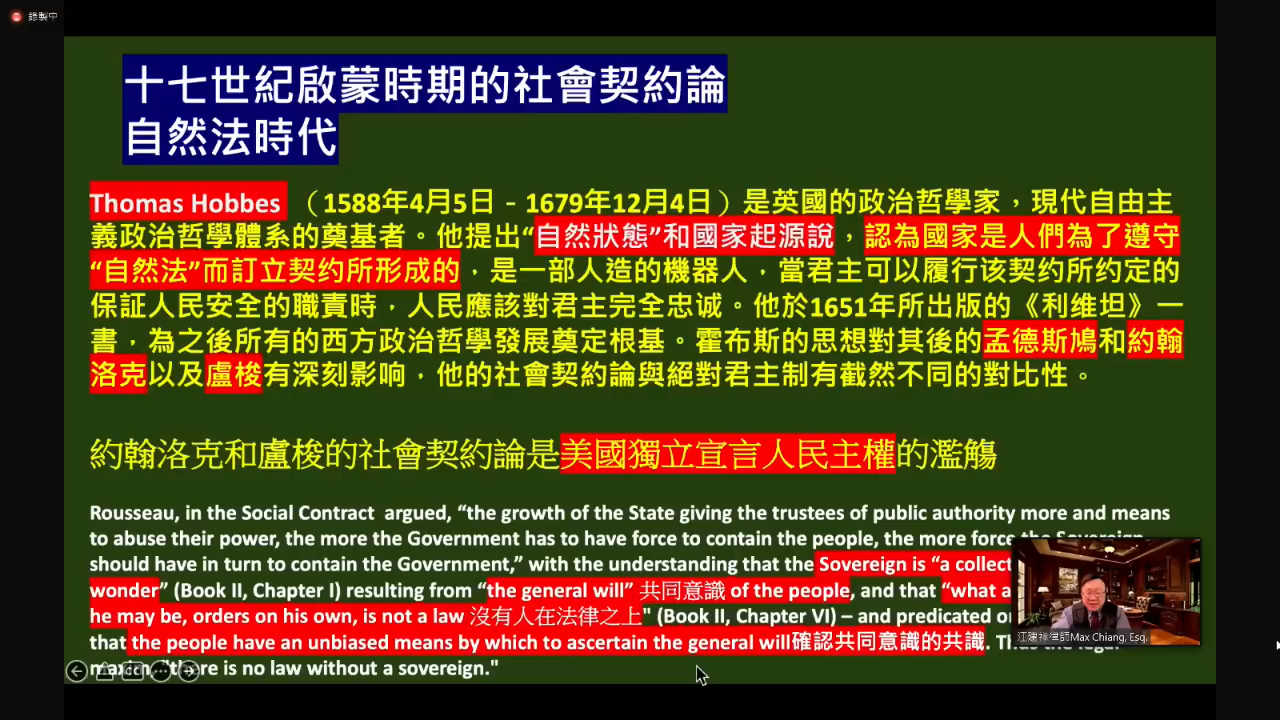 錄製中
十七世紀啟蒙時期的社會契約論
自然法時代
Thomas Hobbes （1588年4月5日－1679年12月4日）是英國的政治哲學家，現代自由主
義政治哲學體系的奠基者。他提出“自然狀態”和國家起源說，認為國家是人們為了遵守
“自然法”而訂立契约所形成的，是一部人造的機器人，當君主可以履行该契约所约定的
保証人民安全的職責時，人民應該對君主完全忠诚。他於1651年所出版的《利維坦》一
書，為之後所有的西方政治哲學發展奠定根基。霍布斯的思想對其後的孟德斯鳩和約翰
洛克以及盧梭有深刻影响，他的社會契約論與絕對君主制有截然不同的對比性。
約翰洛克和盧梭的社會契約論是美國獨立宣言人民主權的濫觴
Rousseau, in the Social Contract argued, “the growth of the State giving the trustees of public authority more and means
to abuse their power, the more the Government has to have force to contain the people, the more force the Sovereign
should have in turn to contain the Government,” with the understanding that the Sovereign is “a collect
wonder” (Book II, Chapter I) resulting from “the general will” 共同意識 of the people, and that “what a
he may be, orders on his own, is not a law 沒有人在法律之上" (Book II, Chapter VI) – and predicated o
that the people have an unbiased means by which to ascertain the general will確認共同意識的共識. Thus the legal
maxim, "there is no law without a sovereign."
江建祥律師Max Chiang, Esq.